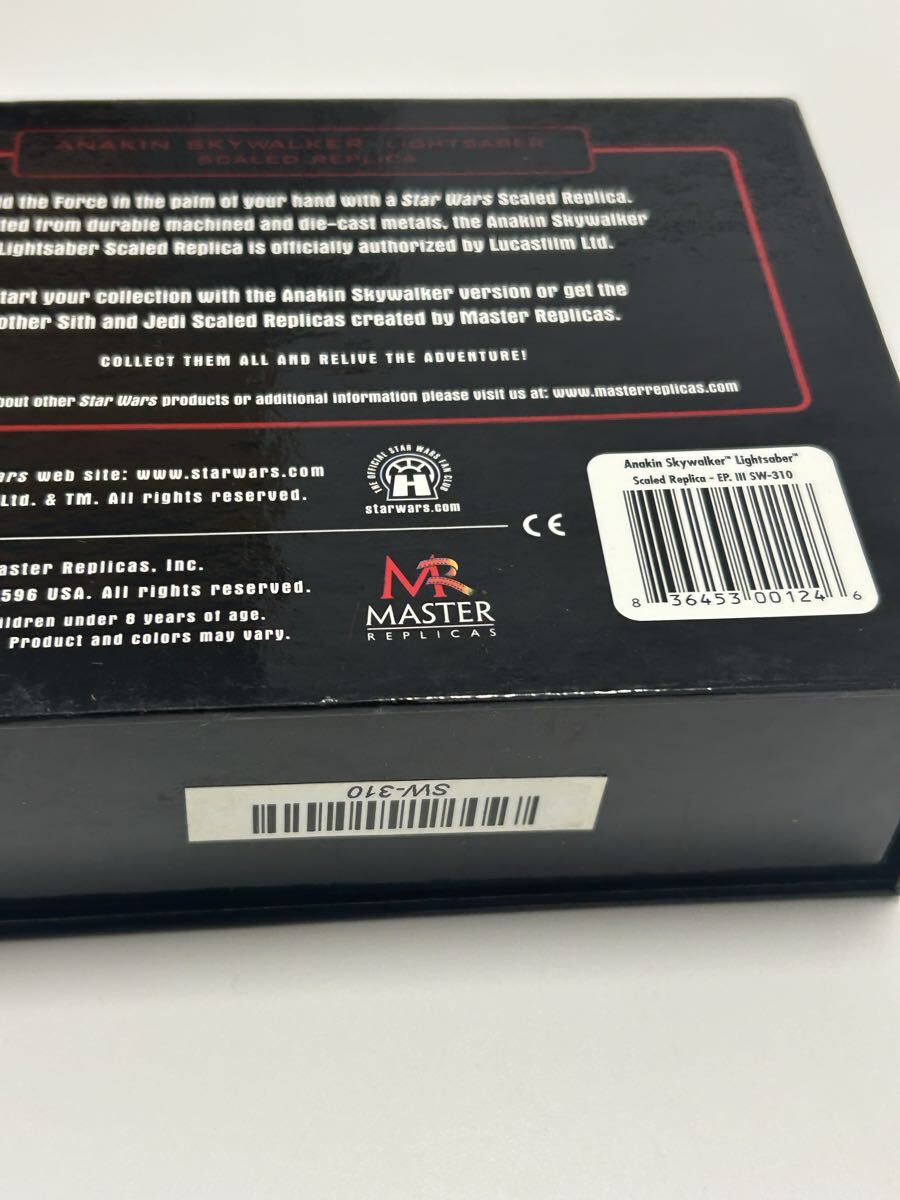 ANAKIN SKYWALKER LIGHTSABER
SCALED REPLICA
the Force in the palm of your hand with a Star Wars Scaled Replica.
from durable machined and die-cast metals, the Anakin Skywalker
Lightsaber Scaled Replica is officially authorized by Lucasfilm Ltd.
tart your collection with the Anakin Skywalker version or get the
other Sith and Jedi Scaled Replicas created by Master Replicas.
COLLECT THEM ALL AND RELIVE THE ADVENTURE!
bout other Star Wars products or additional information please visit us at: www.masterreplicas.com
ars web site: www.starwars.com
Ltd. & TM. All rights reserved.
THE OFFICIAL STAR WARS FAN CLUB
starwars.com
CE
Anakin Skywalker™ Lightsaber™
Scaled Replica - EP. III SW-310
8 36453 00124 6
aster Replicas, Inc.
596 USA. All rights reserved.
ildren under 8 years of age.
Product and colors may vary.
MR
MASTER
REPLICAS
SW-310